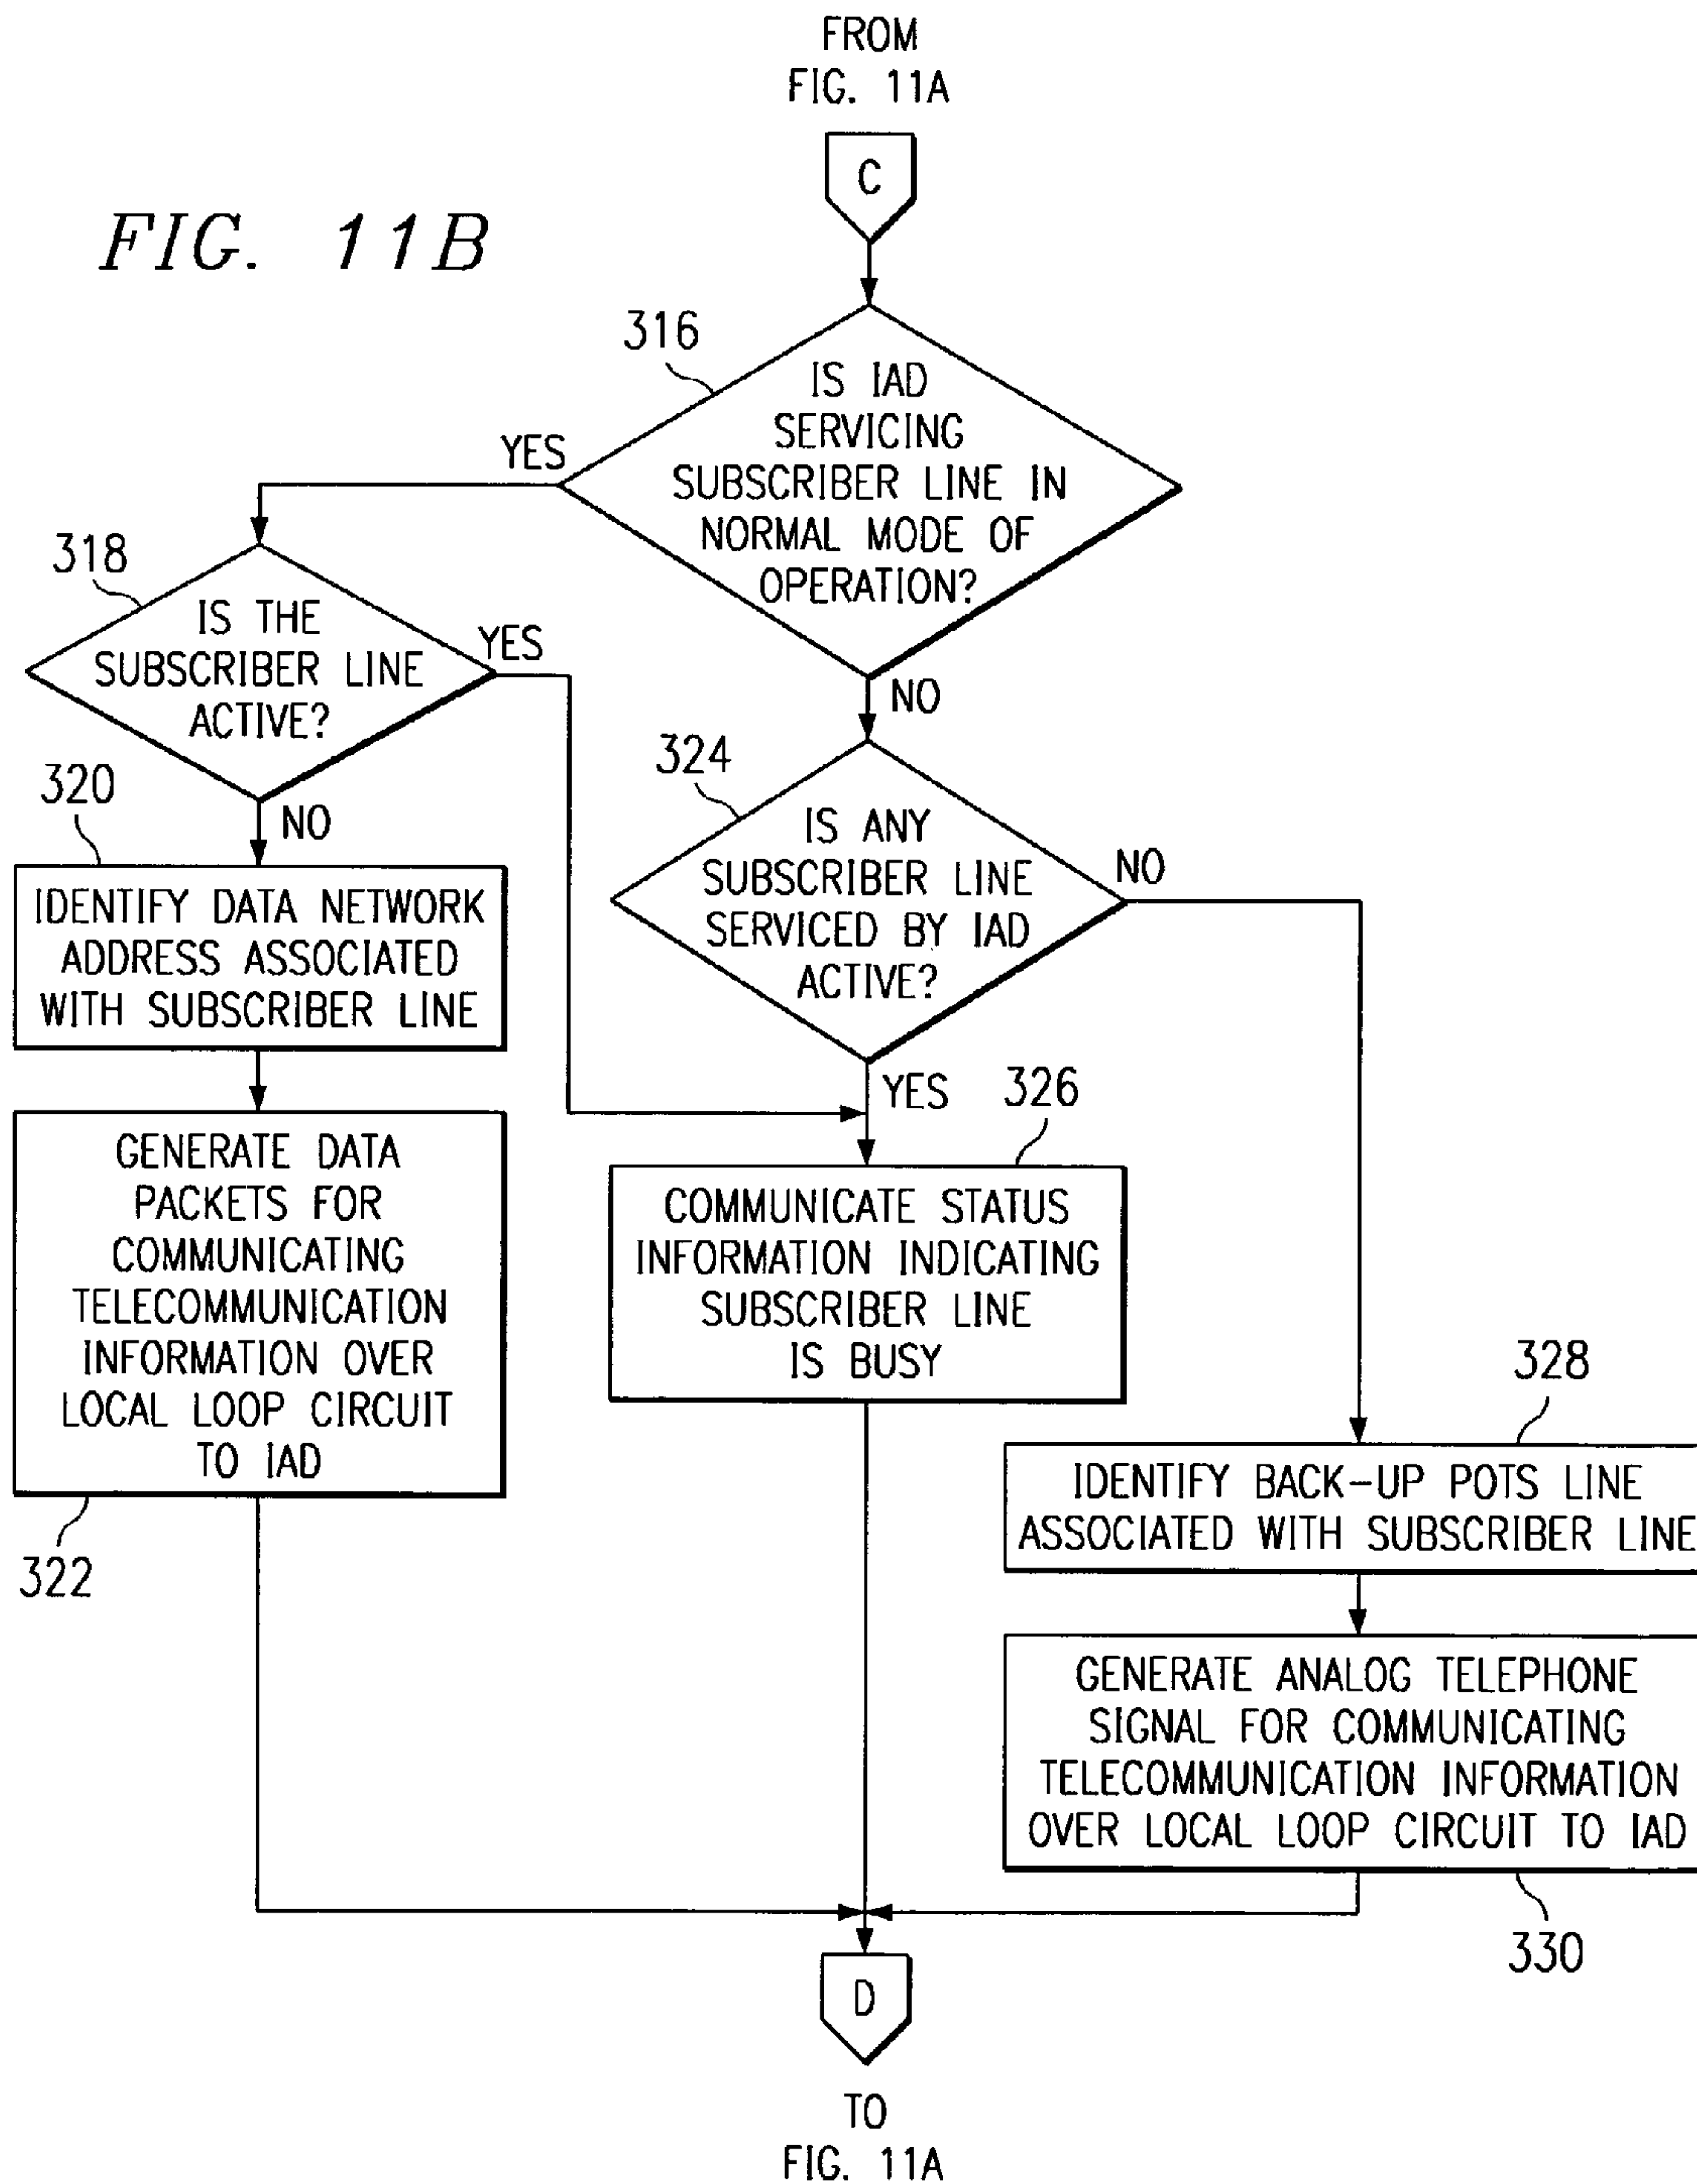 FROM
FIG. 11A
C
FIG. 11B
316
IS IAD
SERVICING
SUBSCRIBER LINE IN
NORMAL MODE OF
OPERATION?
YES
NO
318
IS THE
SUBSCRIBER LINE
ACTIVE?
YES
NO
320
IDENTIFY DATA NETWORK
ADDRESS ASSOCIATED
WITH SUBSCRIBER LINE
GENERATE DATA
PACKETS FOR
COMMUNICATING
TELECOMMUNICATION
INFORMATION OVER
LOCAL LOOP CIRCUIT
TO IAD
322
324
IS ANY
SUBSCRIBER LINE
SERVICED BY IAD
ACTIVE?
NO
YES
326
COMMUNICATE STATUS
INFORMATION INDICATING
SUBSCRIBER LINE
IS BUSY
328
IDENTIFY BACK-UP POTS LINE
ASSOCIATED WITH SUBSCRIBER LINE
GENERATE ANALOG TELEPHONE
SIGNAL FOR COMMUNICATING
TELECOMMUNICATION INFORMATION
OVER LOCAL LOOP CIRCUIT TO IAD
330
D
TO
FIG. 11A